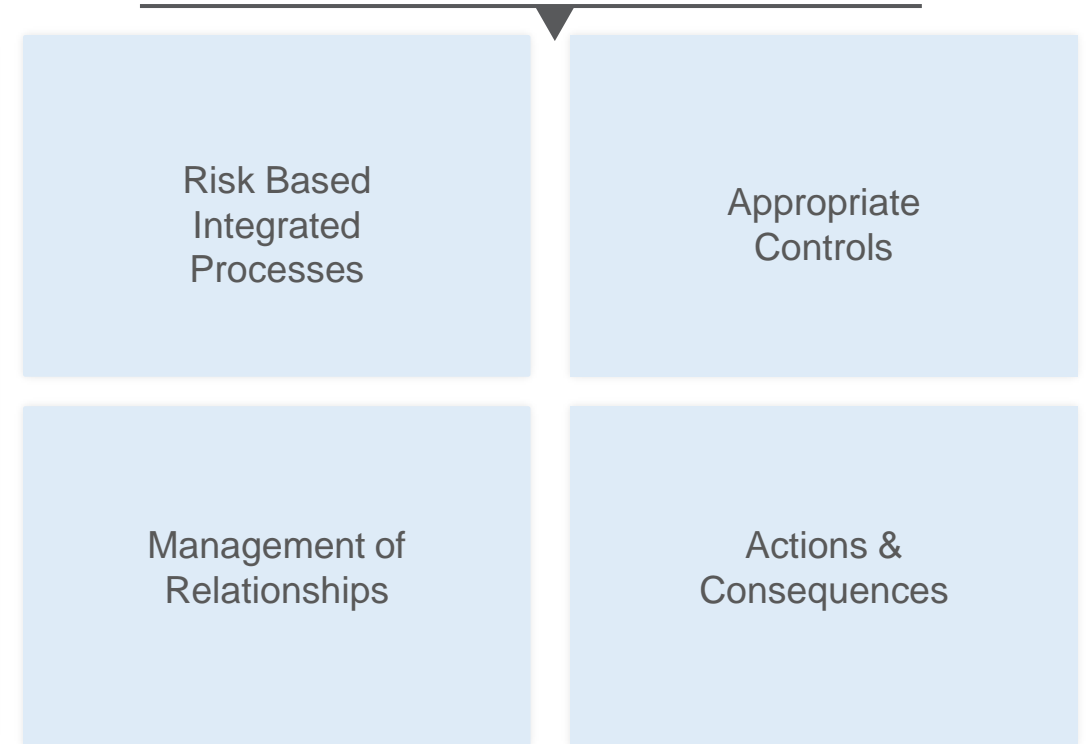 Risk Based
Integrated
Processes
Appropriate
Controls
Management of
Relationships
Actions &
Consequences